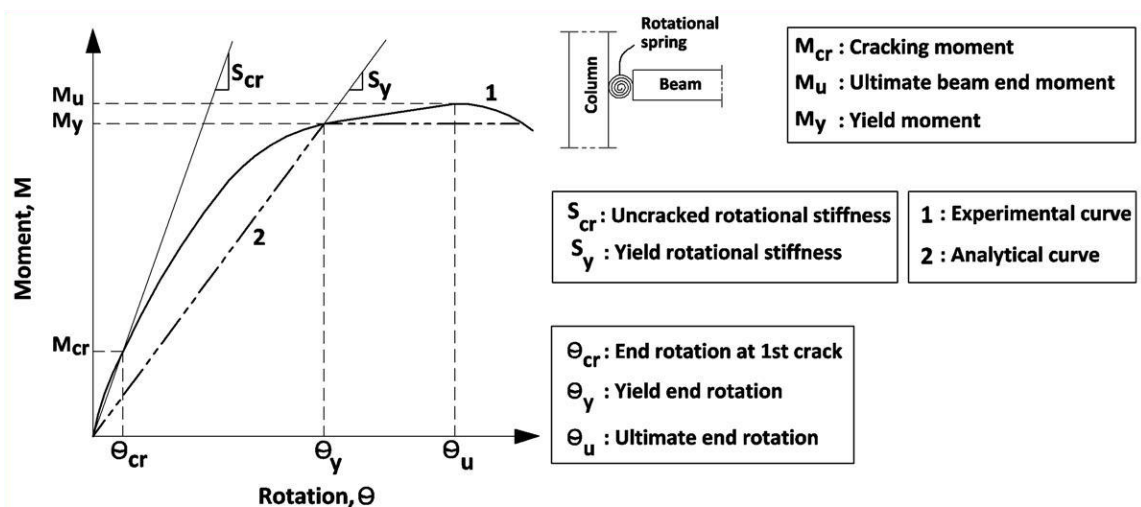 Moment, M
Mu
My
Mcr
Scr
Sy
1
2
Θcr
Θy
Θu
Rotation, Θ
Rotational
spring
Column
Beam
Mcr : Cracking moment
Mu : Ultimate beam end moment
My : Yield moment
Scr : Uncracked rotational stiffness
Sy : Yield rotational stiffness
1 : Experimental curve
2 : Analytical curve
Θcr : End rotation at 1st crack
Θy : Yield end rotation
Θu : Ultimate end rotation